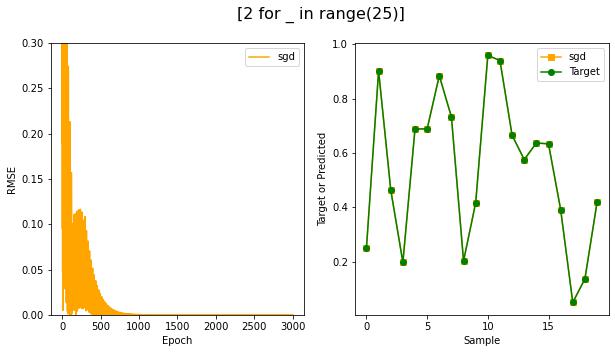 [2 for _ in range(25)]
0.30
0.25
0.20
0.15
0.10
0.05
0.00
RMSE
0 500 1000 1500 2000 2500 3000
Epoch
sgd
1.0
0.8
0.6
0.4
0.2
Target or Predicted
0 5 10 15
Sample
sgd
Target